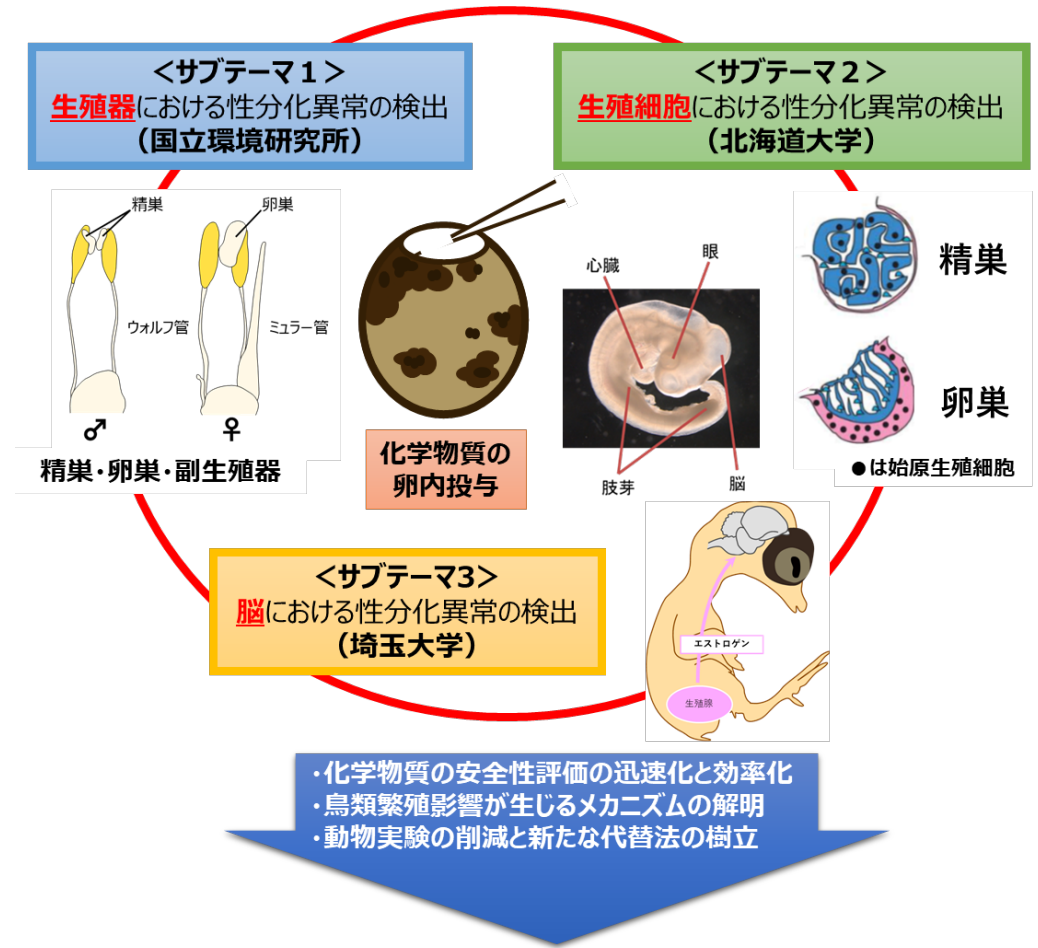 ＜サブテーマ１＞
生殖器における性分化異常の検出
（国立環境研究所）
＜サブテーマ２＞
生殖細胞における性分化異常の検出
（北海道大学）
精巣
卵巣
ウォルフ管
ミュラー管
♂
♀
精巣・卵巣・副生殖器
化学物質の
卵内投与
心臓
眼
肢芽
脳
精巣
卵巣
●は始原生殖細胞
＜サブテーマ3＞
脳における性分化異常の検出
（埼玉大学）
エストロゲン
生殖腺
・化学物質の安全性評価の迅速化と効率化
・鳥類繁殖影響が生じるメカニズムの解明
・動物実験の削減と新たな代替法の樹立